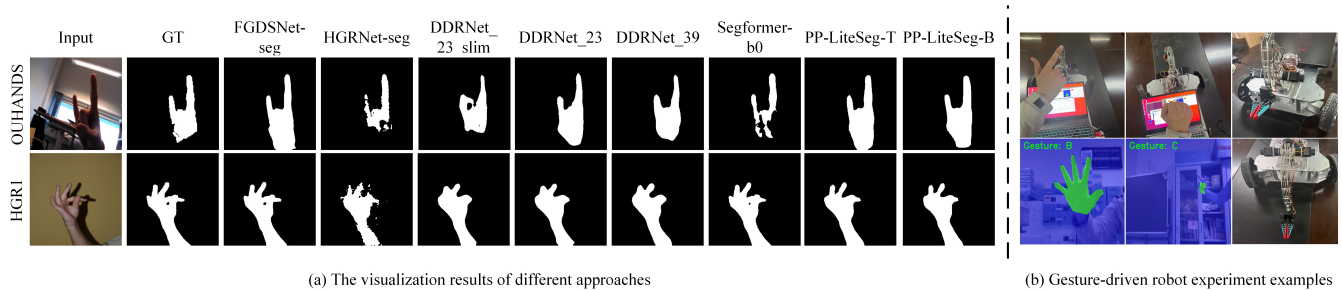 Input
GT
FGDSNet-
seg
HGRNet-seg
DDRNet_
23_slim
DDRNet_23
DDRNet_39
Segformer-
b0
PP-LiteSeg-T
PP-LiteSeg-B
OUHANDS
HGR1
Gesture: B
Gesture: C
(a) The visualization results of different approaches
(b) Gesture-driven robot experiment examples